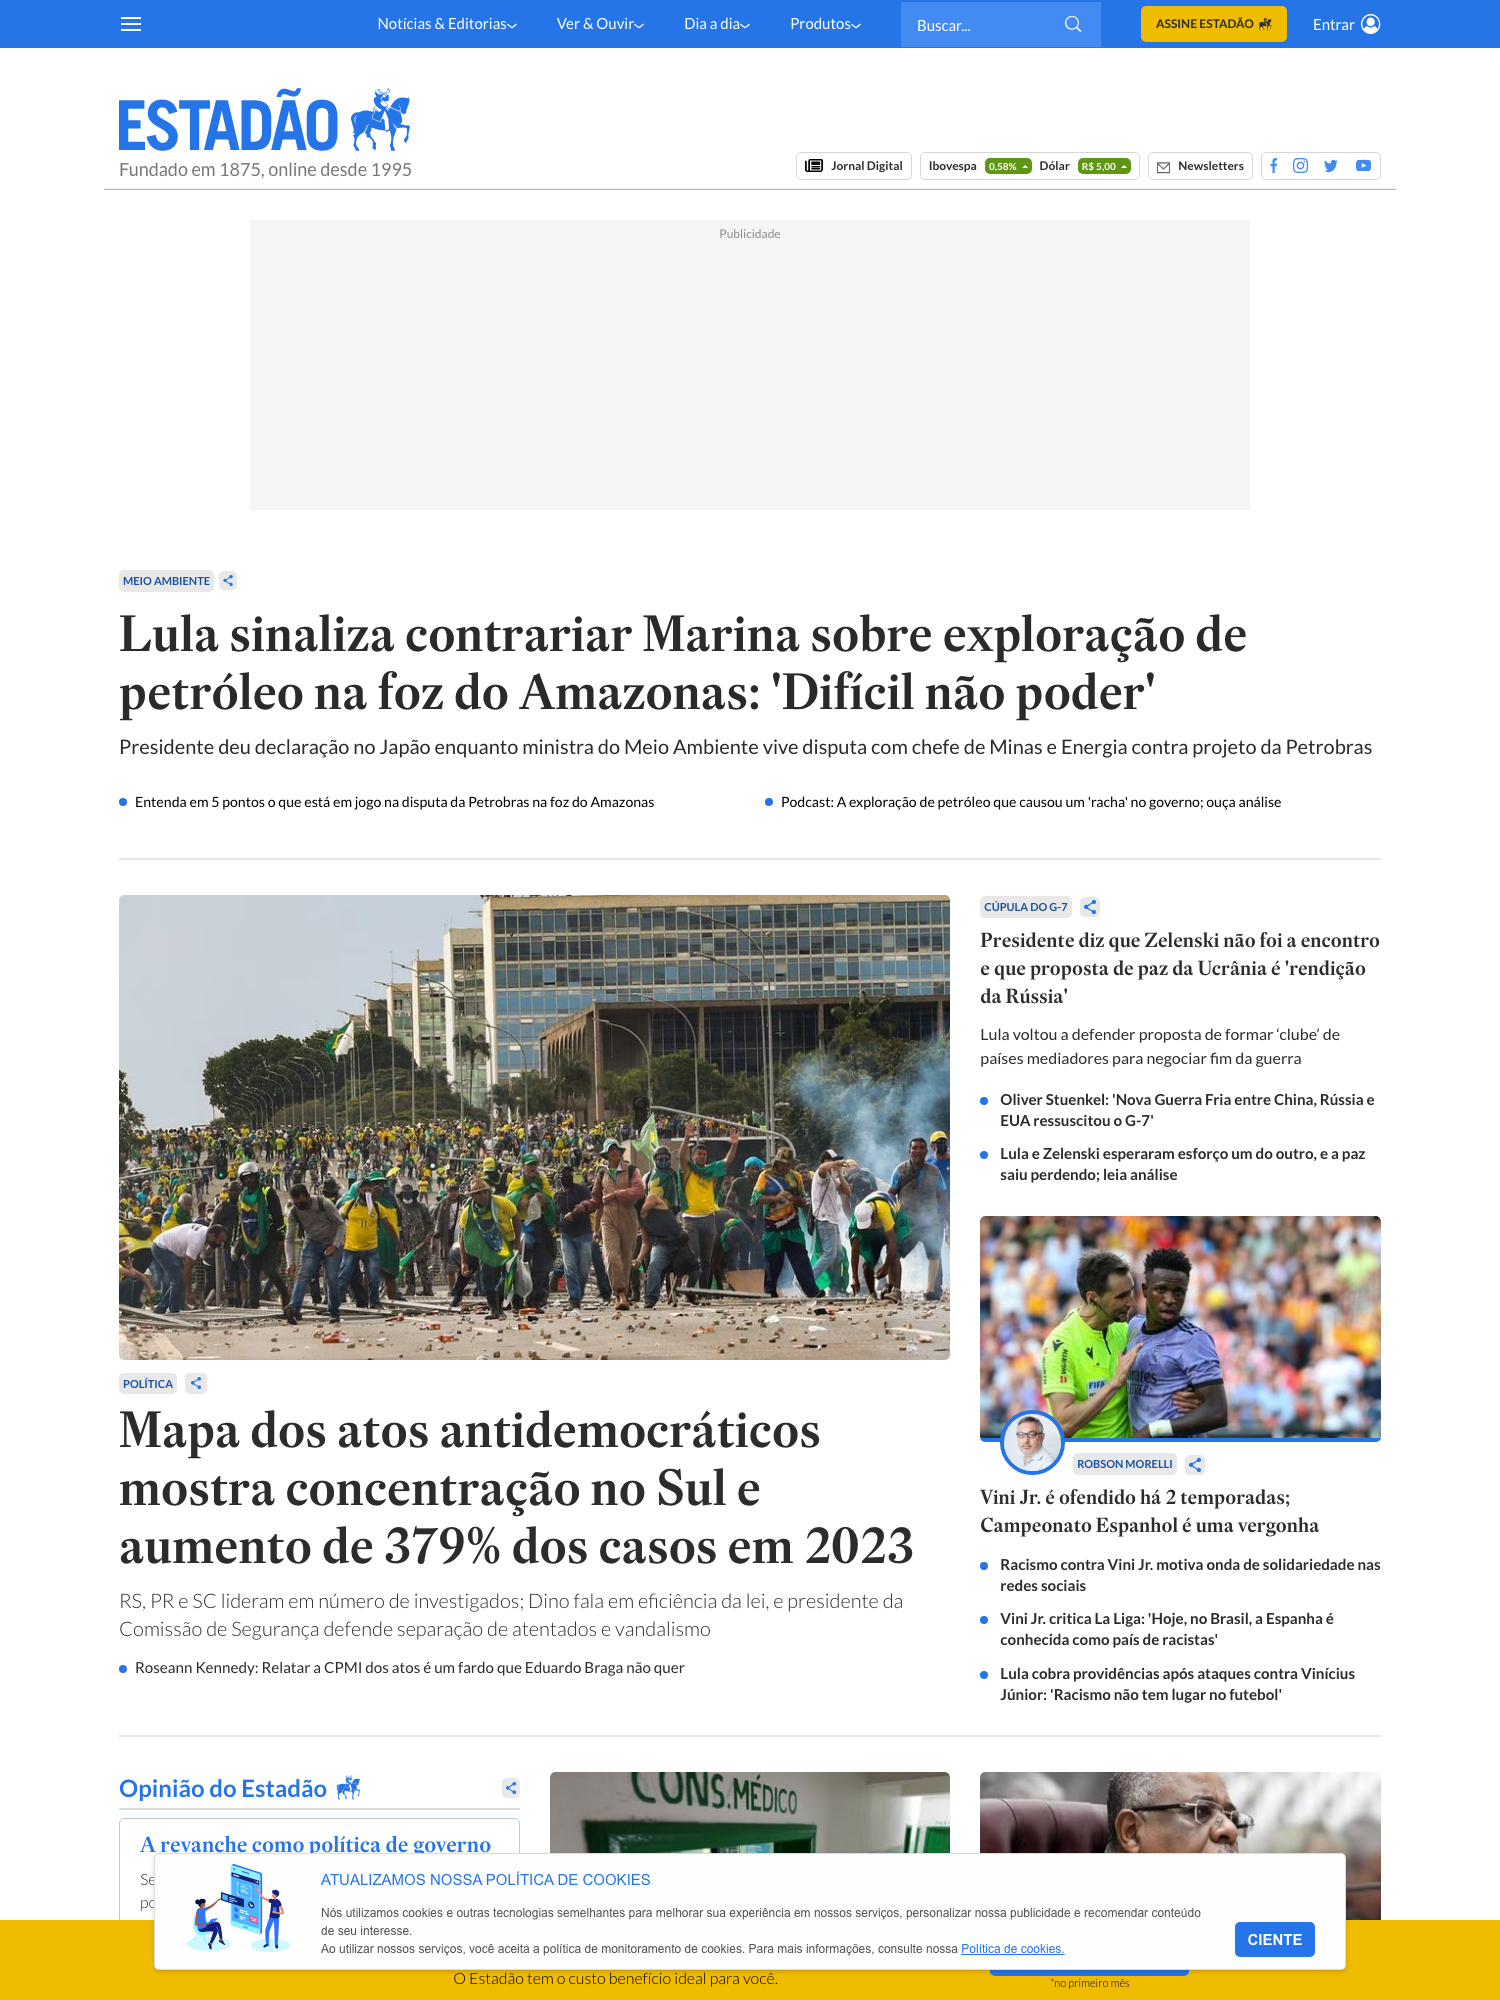 Notícias & Editorias Ver & Ouvir Dia a dia Produtos Buscar... ASSINE ESTADÃO Entrar
ESTADÃO
Fundado em 1875, online desde 1995
Jornal Digital Ibovespa 0,58% Dólar R$ 5,00 Newsletters
Publicidade
MEIO AMBIENTE
Lula sinaliza contrariar Marina sobre exploração de
petróleo na foz do Amazonas: 'Difícil não poder'
Presidente deu declaração no Japão enquanto ministra do Meio Ambiente vive disputa com chefe de Minas e Energia contra projeto da Petrobras
Entenda em 5 pontos o que está em jogo na disputa da Petrobras na foz do Amazonas
Podcast: A exploração de petróleo que causou um 'racha' no governo; ouça análise
POLÍTICA
Mapa dos atos antidemocráticos
mostra concentração no Sul e
aumento de 379% dos casos em 2023
RS, PR e SC lideram em número de investigados; Dino fala em eficiência da lei, e presidente da
Comissão de Segurança defende separação de atentados e vandalismo
Roseann Kennedy: Relatar a CPMI dos atos é um fardo que Eduardo Braga não quer
CÚPULA DO G-7
Presidente diz que Zelenski não foi a encontro
e que proposta de paz da Ucrânia é 'rendição
da Rússia'
Lula voltou a defender proposta de formar ‘clube’ de
países mediadores para negociar fim da guerra
Oliver Stuenkel: 'Nova Guerra Fria entre China, Rússia e
EUA ressuscitou o G-7'
Lula e Zelenski esperaram esforço um do outro, e a paz
saiu perdendo; leia análise
FIFA
Emirates
ROBSON MORELLI
Vini Jr. é ofendido há 2 temporadas;
Campeonato Espanhol é uma vergonha
Racismo contra Vini Jr. motiva onda de solidariedade nas
redes sociais
Vini Jr. critica La Liga: 'Hoje, no Brasil, a Espanha é
conhecida como país de racistas'
Lula cobra providências após ataques contra Vinícius
Júnior: 'Racismo não tem lugar no futebol'
Opinião do Estadão
A revanche como política de governo
Se
po
CONS. MÉDICO
ATUALIZAMOS NOSSA POLÍTICA DE COOKIES
Nós utilizamos cookies e outras tecnologias semelhantes para melhorar sua experiência em nossos serviços, personalizar nossa publicidade e recomendar conteúdo
de seu interesse.
Ao utilizar nossos serviços, você aceita a política de monitoramento de cookies. Para mais informações, consulte nossa Política de cookies.
CIENTE
O Estadão tem o custo benefício ideal para você.
*no primeiro mês